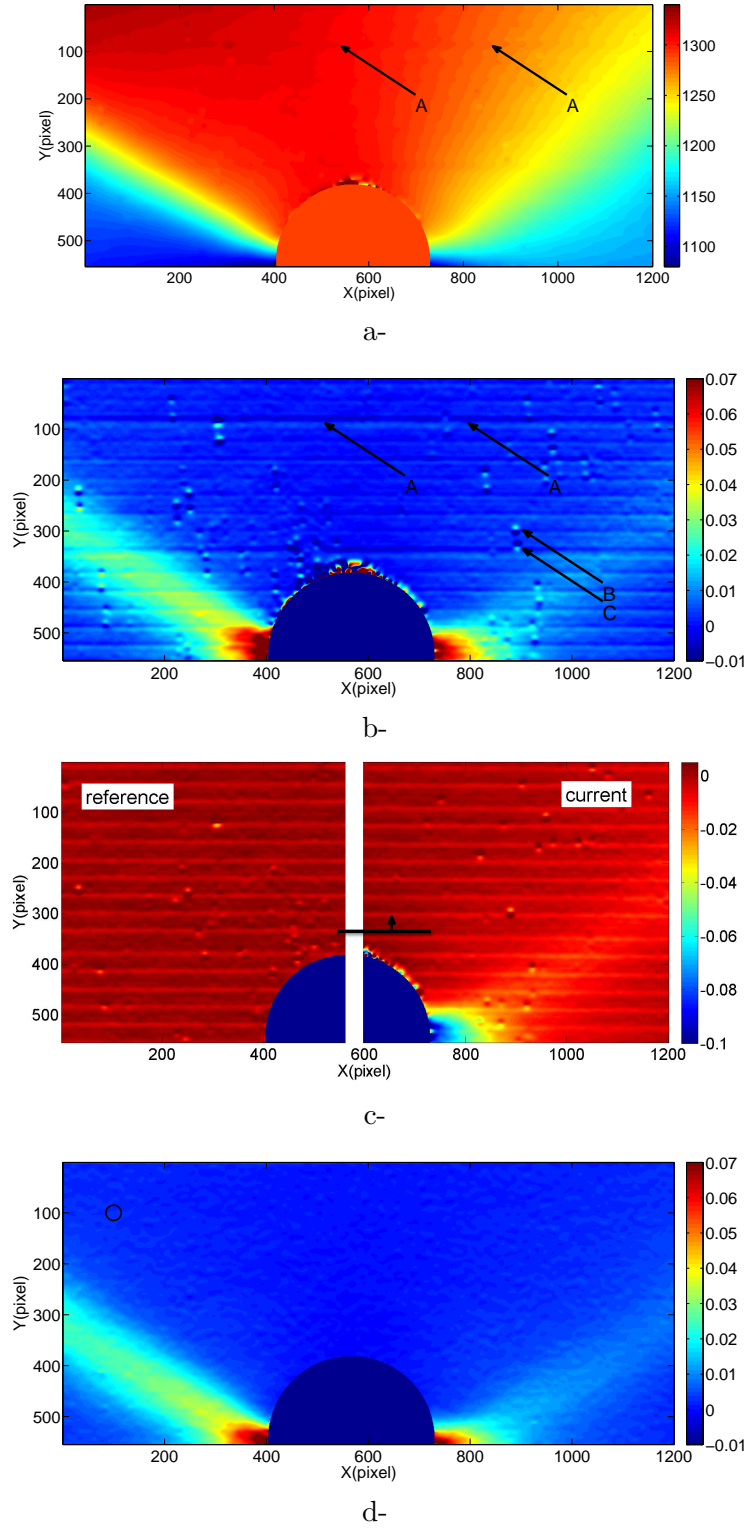 0
100
200
300
400
500
Y(pixel)
A
A
200 400 600 800 1000 1200
X(pixel)
1300
1250
1200
1150
1100
a-
100
200
300
400
500
Y(pixel)
A
A
B
C
200 400 600 800 1000 1200
X(pixel)
0.07
0.06
0.05
0.04
0.03
0.02
0.01
0
−0.01
b-
reference
current
100
200
300
400
500
Y(pixel)
200 400 600 800 1000 1200
X(pixel)
0
-0.02
-0.04
-0.06
-0.08
-0.1
c-
100
200
300
400
500
Y(pixel)
200 400 600 800 1000 1200
X(pixel)
0.07
0.06
0.05
0.04
0.03
0.02
0.01
0
−0.01
d-